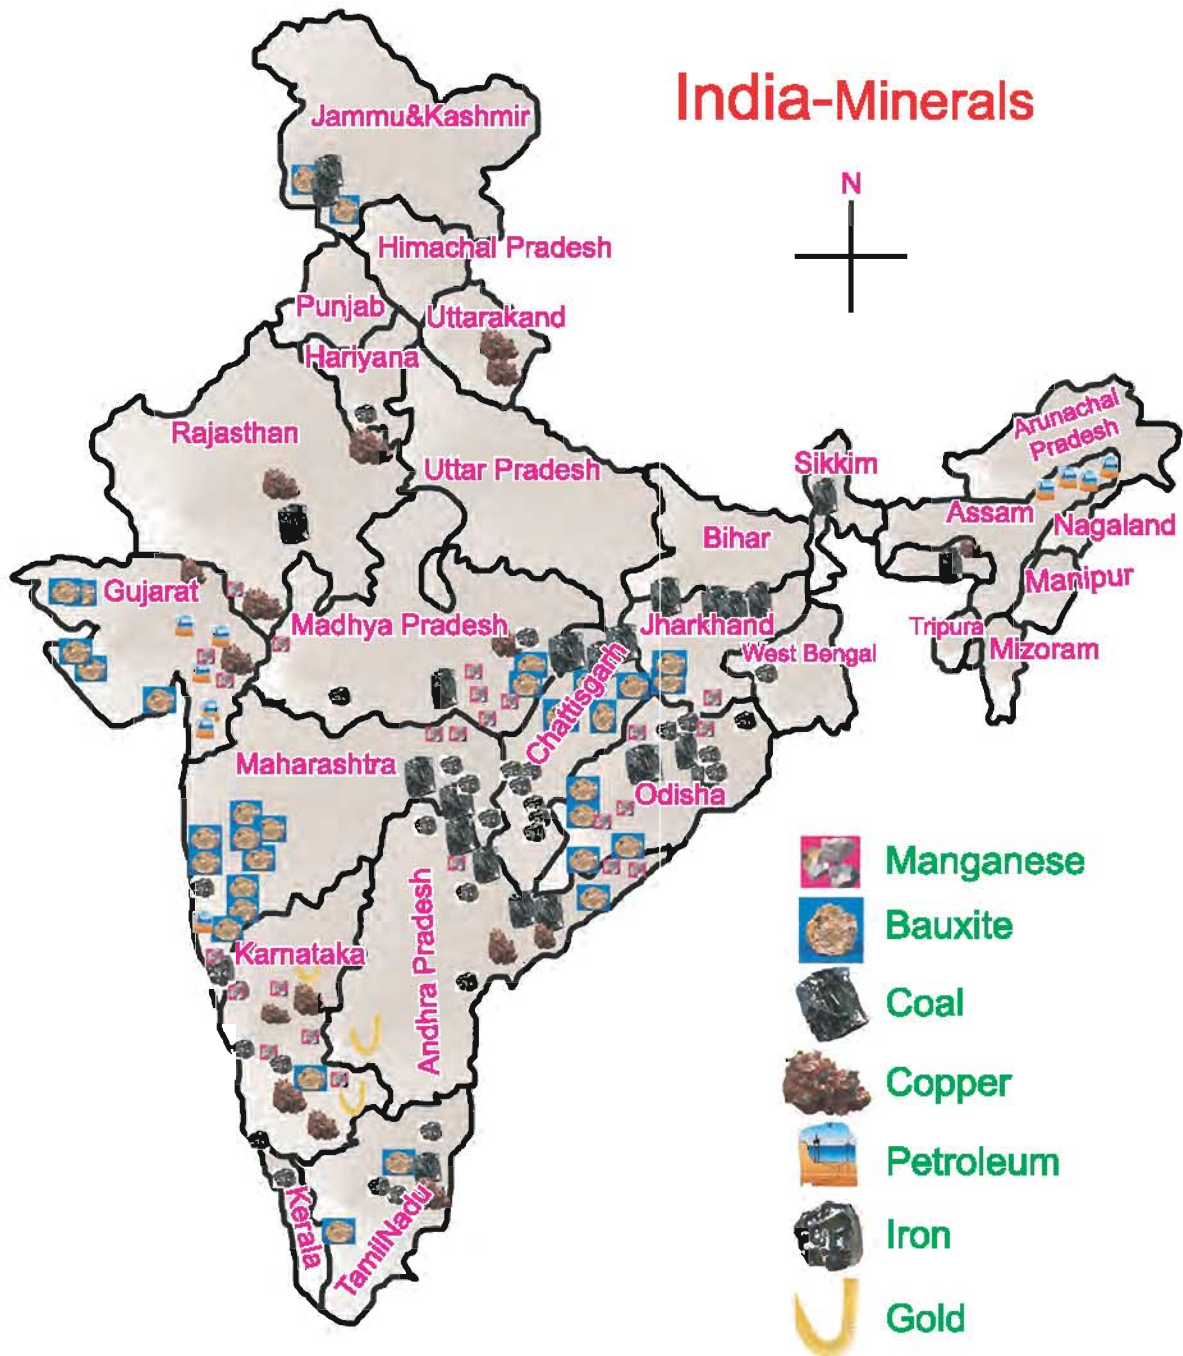 India-Minerals
N
Jammu&Kashmir
Himachal Pradesh
Punjab
Uttarakand
Hariyana
Rajasthan
Uttar Pradesh
Sikkim
Arunachal
Pradesh
Assam
Nagaland
Bihar
Manipur
Gujarat
Madhya Pradesh
Jharkhand
Tripura
Mizoram
West Bengal
Chattisgarh
Maharashtra
Odisha
Karnataka
Andhra Pradesh
Kerala
TamilNadu
Manganese
Bauxite
Coal
Copper
Petroleum
Iron
Gold